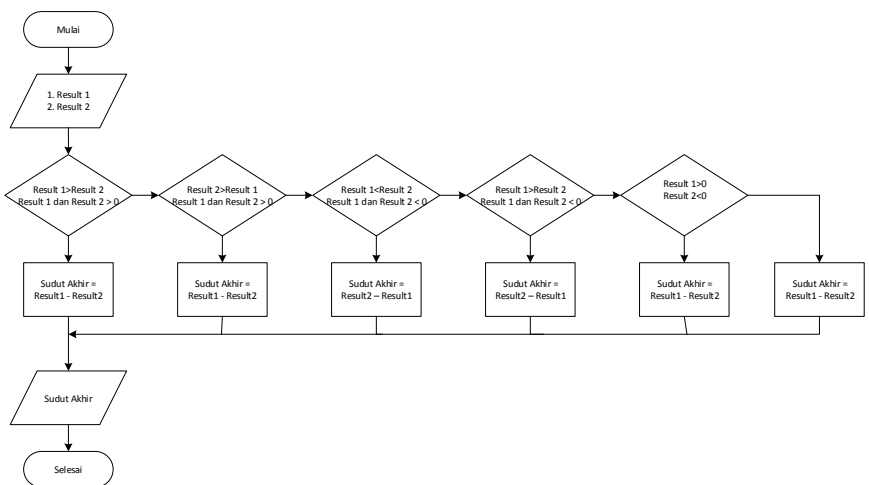 Mulai
1. Result 1
2. Result 2
Result 1>Result 2
Result 1 dan Result 2 > 0
Result 2>Result 1
Result 1 dan Result 2 > 0
Result 1<Result 2
Result 1 dan Result 2 < 0
Result 1>Result 2
Result 1 dan Result 2 < 0
Result 1>0
Result 2<0
Sudut Akhir =
Result1 - Result2
Sudut Akhir =
Result1 - Result2
Sudut Akhir =
Result2 – Result1
Sudut Akhir =
Result2 – Result1
Sudut Akhir =
Result1 - Result2
Sudut Akhir =
Result1 - Result2
Sudut Akhir
Selesai